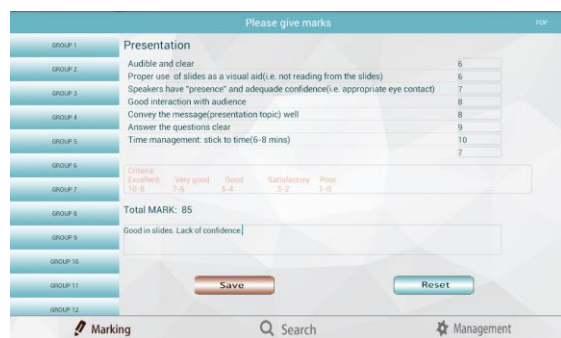 Please give marks
PDF
GROUP 1
GROUP 2
GROUP 3
GROUP 4
GROUP 5
GROUP 6
GROUP 7
GROUP 8
GROUP 9
GROUP 10
GROUP 11
GROUP 12
Presentation
Audible and clear 6
Proper use of slides as a visual aid(i.e. not reading from the slides) 6
Speakers have "presence" and adequade confidence(i.e. appropriate eye contact) 7
Good interaction with audience 8
Convey the message(presentation topic) well 8
Answer the questions clear 9
Time management: stick to time(6-8 mins) 10
7
Criteria:
Excellent Very good Good Satisfactory Poor
10-8 7-6 5-4 3-2 1-0
Total MARK: 85
Good in slides. Lack of confidence.
Save Reset
Marking Search Management